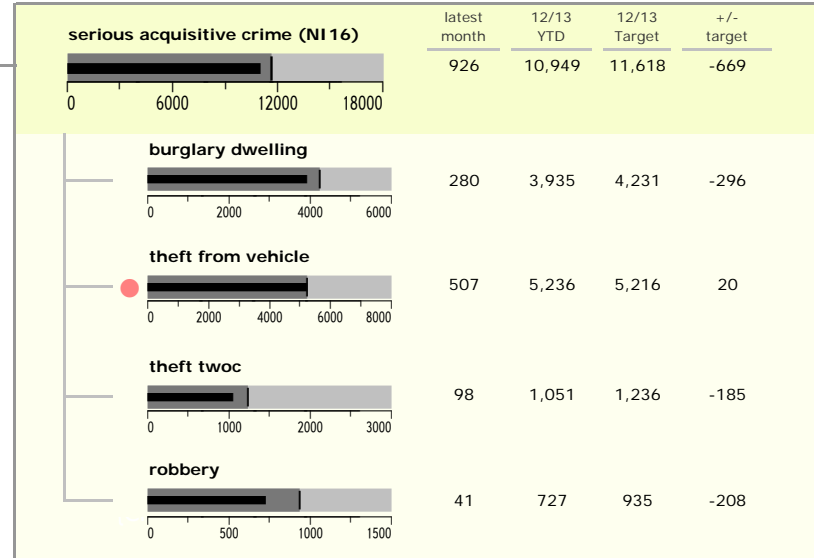 latest 12/13 12/13 +/-
serious acquisitive crime (NI16) month YTD Target target
926 10,949 11,618 -669
0 6000 12000 18000
burglary dwelling
280 3,935 4,231 -296
0 2000 4000 6000
theft from vehicle
507 5,236 5,216 20
0 2000 4000 6000 8000
theft twoc
98 1,051 1,236 -185
0 1000 2000 3000
robbery
41 727 935 -208
0 500 1000 1500